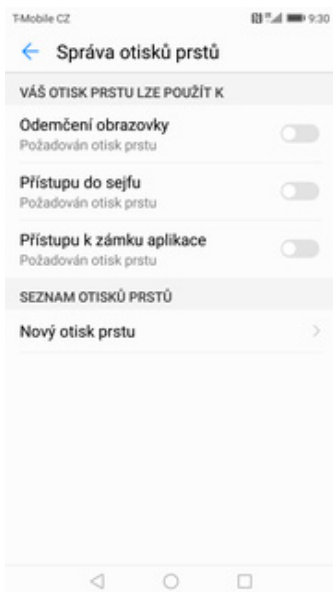 T-Mobile CZ 9:30
Správa otisků prstů
VÁŠ OTISK PRSTU LZE POUŽÍT K
Odemčení obrazovky
Požadován otisk prstu
Přístupu do sejfu
Požadován otisk prstu
Přístupu k zámku aplikace
Požadován otisk prstu
SEZNAM OTISKŮ PRSTŮ
Nový otisk prstu